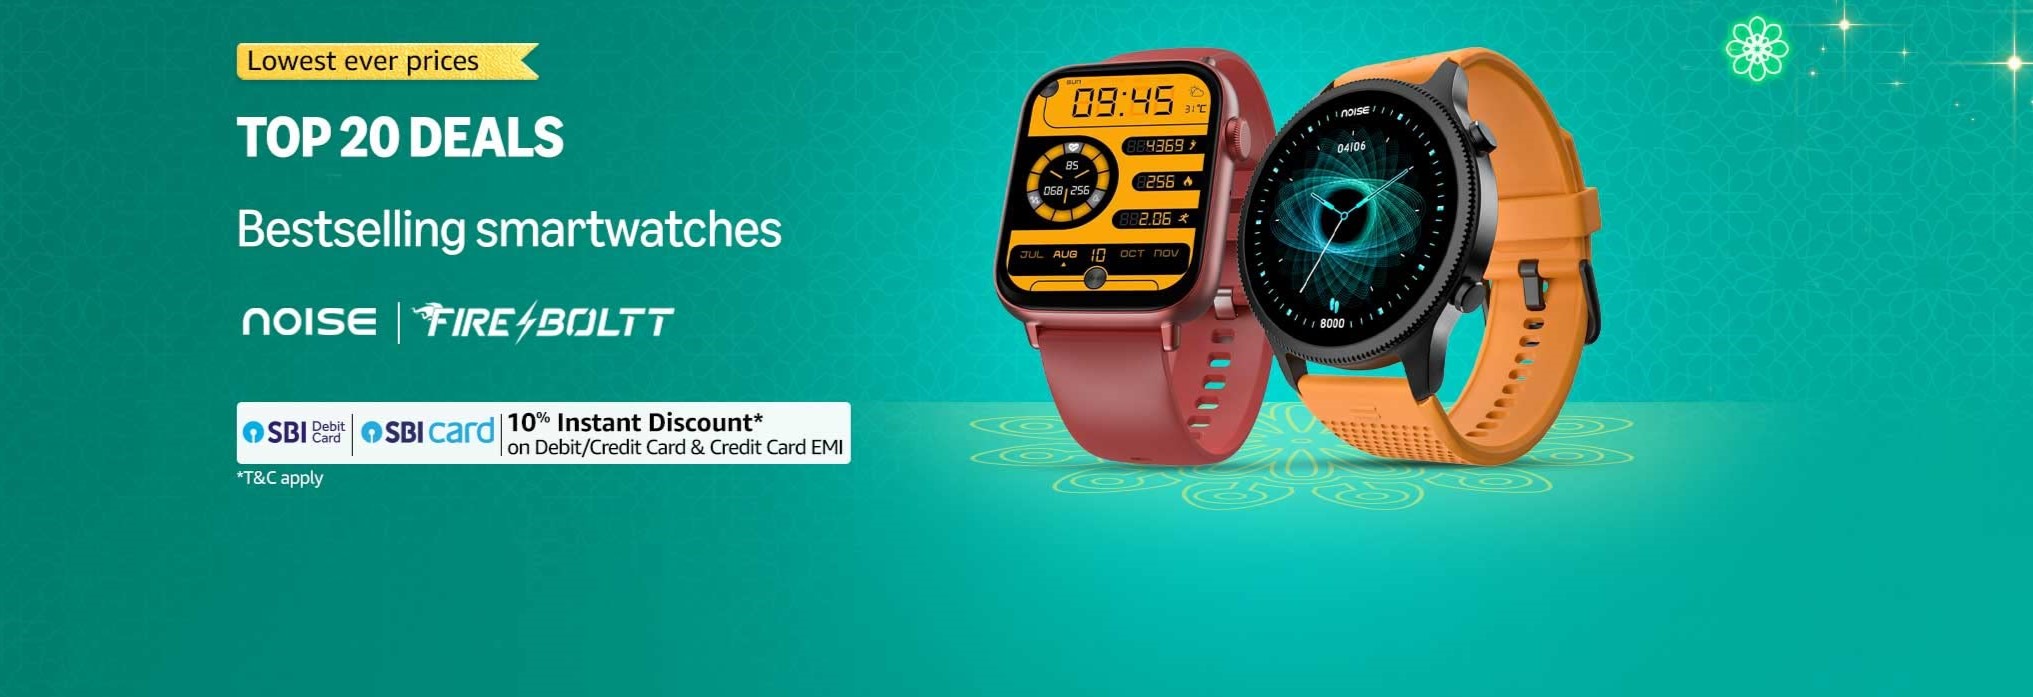 Lowest ever prices
TOP 20 DEALS
Bestselling smartwatches
NOISE | FIRE BOLTT
SBI Debit Card | SBI card | 10% Instant Discount*
on Debit/Credit Card & Credit Card EMI
*T&C apply
SUN
09:45
31°C
4369
85
068 256
256
2.06
JUL AUG 10 OCT NOV
NOISE
04|06
8000